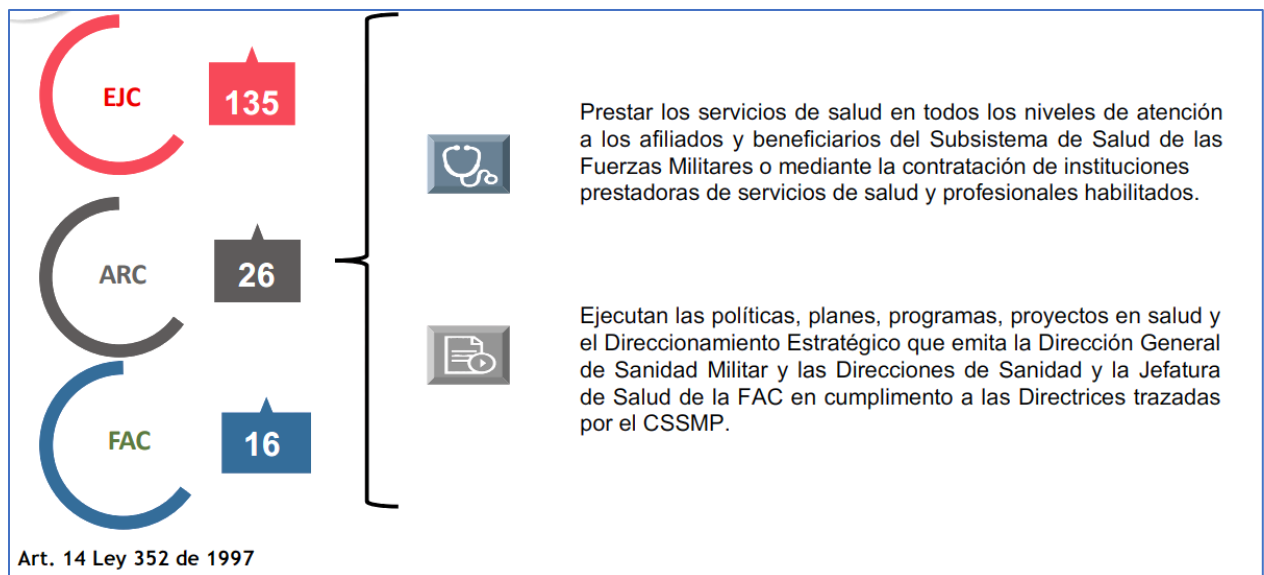 EJC
135
ARC
26
FAC
16
Prestar los servicios de salud en todos los niveles de atención
a los afiliados y beneficiarios del Subsistema de Salud de las
Fuerzas Militares o mediante la contratación de instituciones
prestadoras de servicios de salud y profesionales habilitados.
Ejecutan las políticas, planes, programas, proyectos en salud y
el Direccionamiento Estratégico que emita la Dirección General
de Sanidad Militar y las Direcciones de Sanidad y la Jefatura
de Salud de la FAC en cumplimento a las Directrices trazadas
por el CSSMP.
Art. 14 Ley 352 de 1997